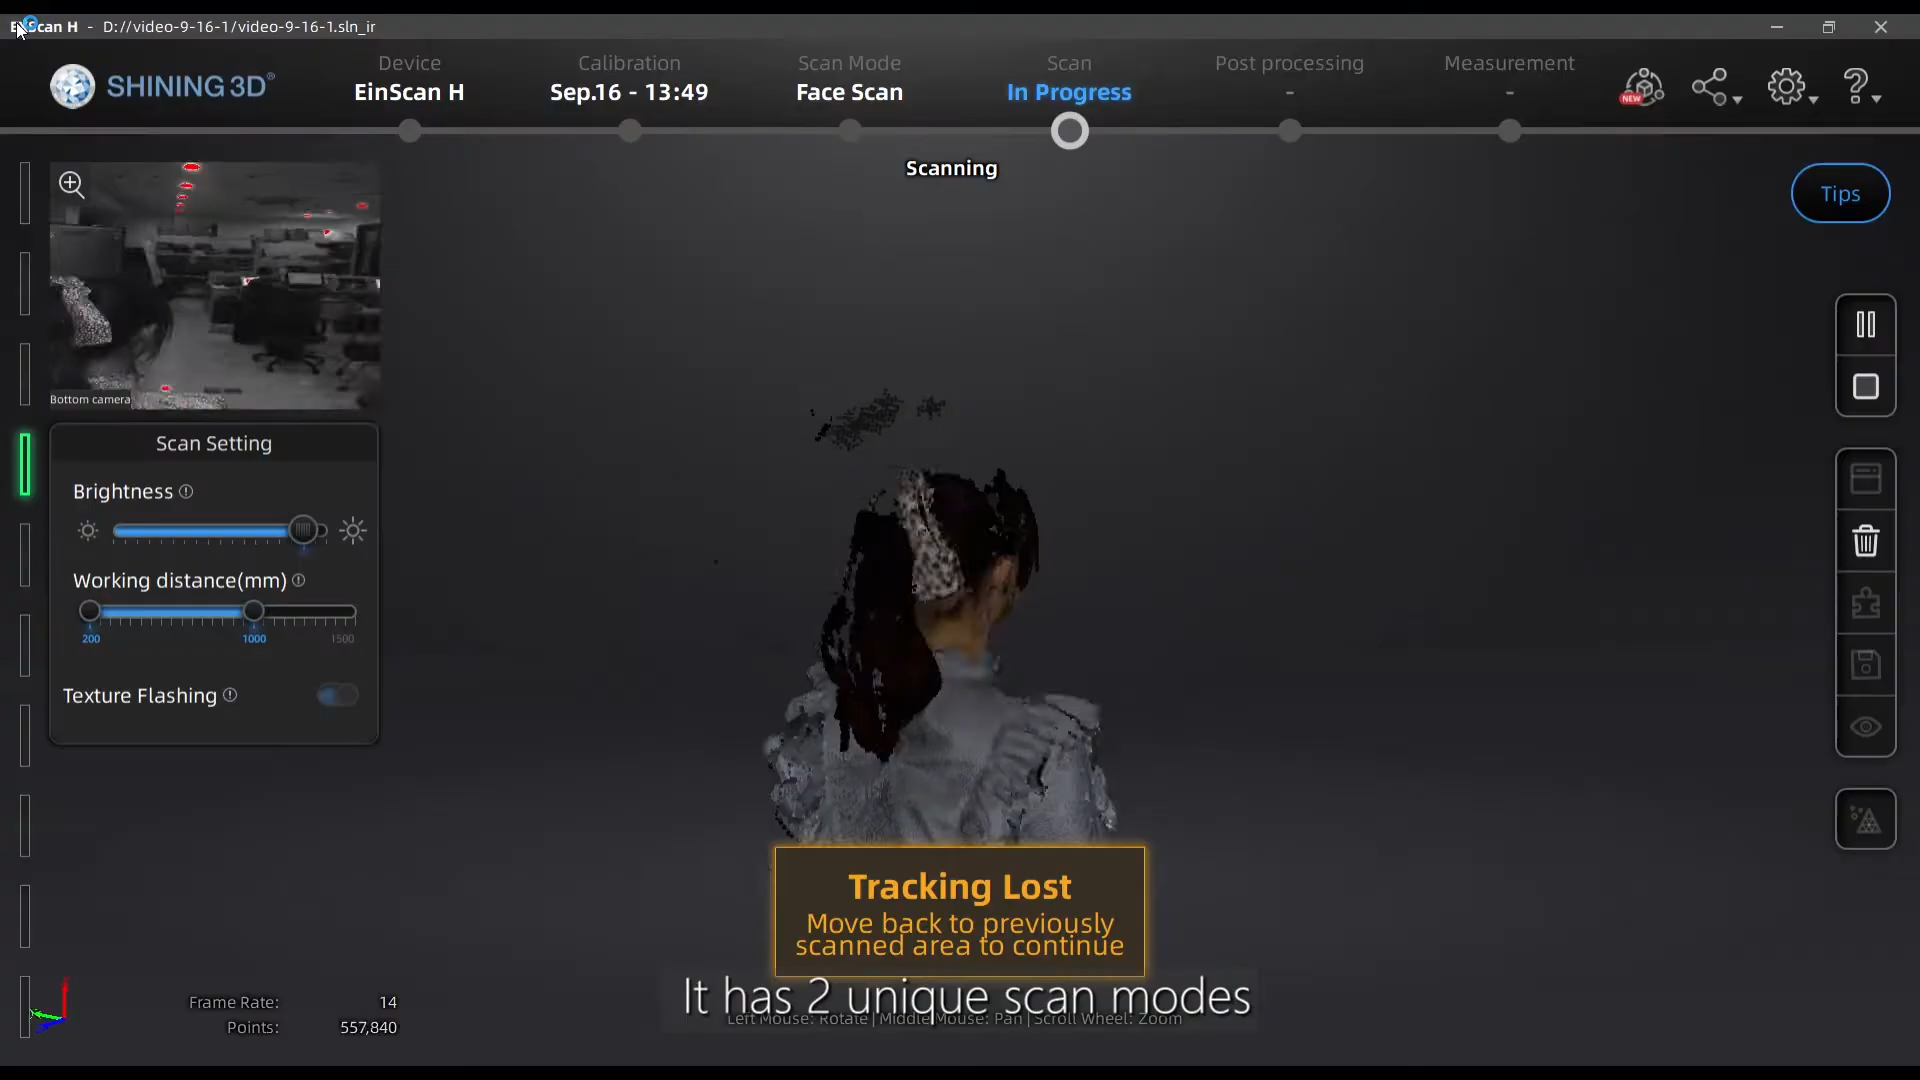 EinScan H - D://video-9-16-1/video-9-16-1.sln_ir
SHINING 3D®
Device
EinScan H
Calibration
Sep.16 - 13:49
Scan Mode
Face Scan
Scan
In Progress
Post processing
-
Measurement
-
NEW
Scanning
Tips
Bottom camera
Scan Setting
Brightness
Working distance(mm)
200
1000
1500
Texture Flashing
Tracking Lost
Move back to previously
scanned area to continue
It has 2 unique scan modes
Left Mouse: Rotate | Middle Mouse: Pan | Scroll Wheel: Zoom
Frame Rate: 14
Points: 557,840